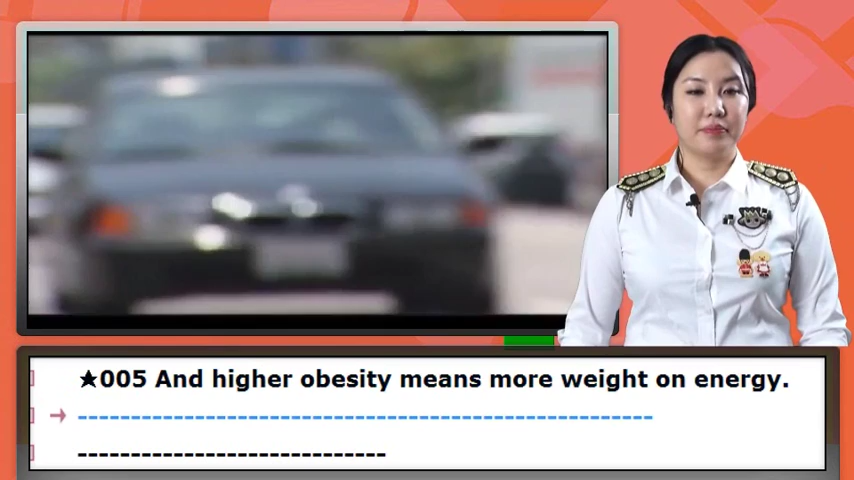 ★005 And higher obesity means more weight on energy.
→ ------------------------------------------------------
-----------------------------